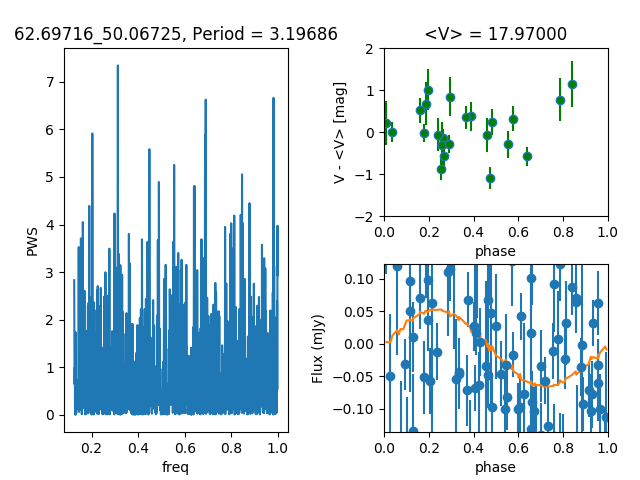 62.69716_50.06725, Period = 3.19686
<V> = 17.97000
PWS
7
6
5
4
3
2
1
0
0.2 0.4 0.6 0.8 1.0
freq
V - <V> [mag]
2
1
0
−1
−2
0.0 0.2 0.4 0.6 0.8 1.0
phase
Flux (mJy)
0.10
0.05
0.00
−0.05
−0.10
0.0 0.2 0.4 0.6 0.8 1.0
phase